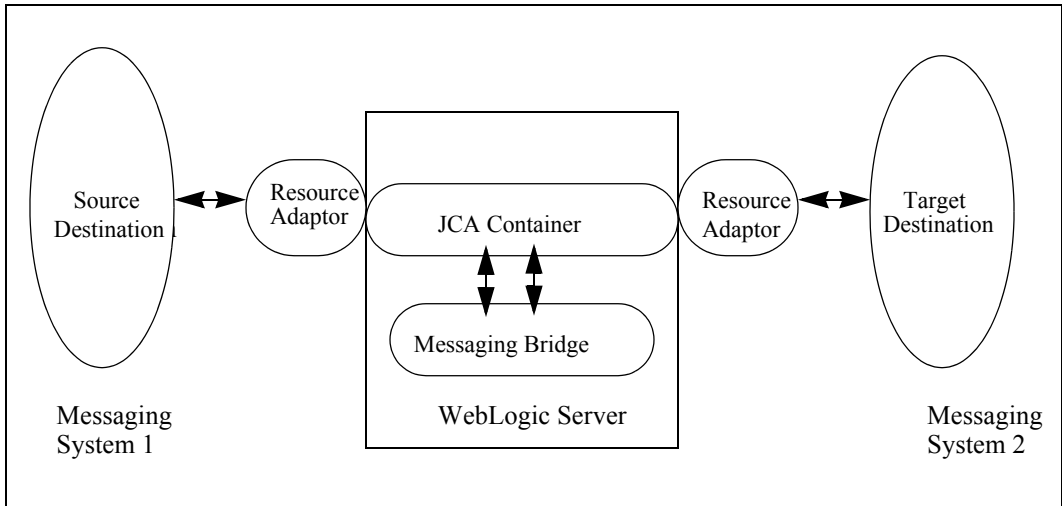 Source
Destination
Resource
Adaptor
JCA Container
Messaging Bridge
WebLogic Server
Resource
Adaptor
Target
Destination
Messaging
System 1
Messaging
System 2